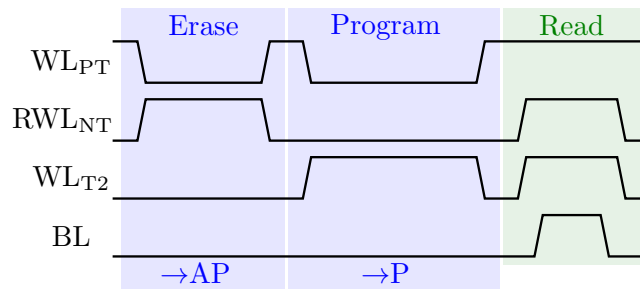 Erase Program Read
WL_PT
RWL_NT
WL_T2
BL
→AP →P